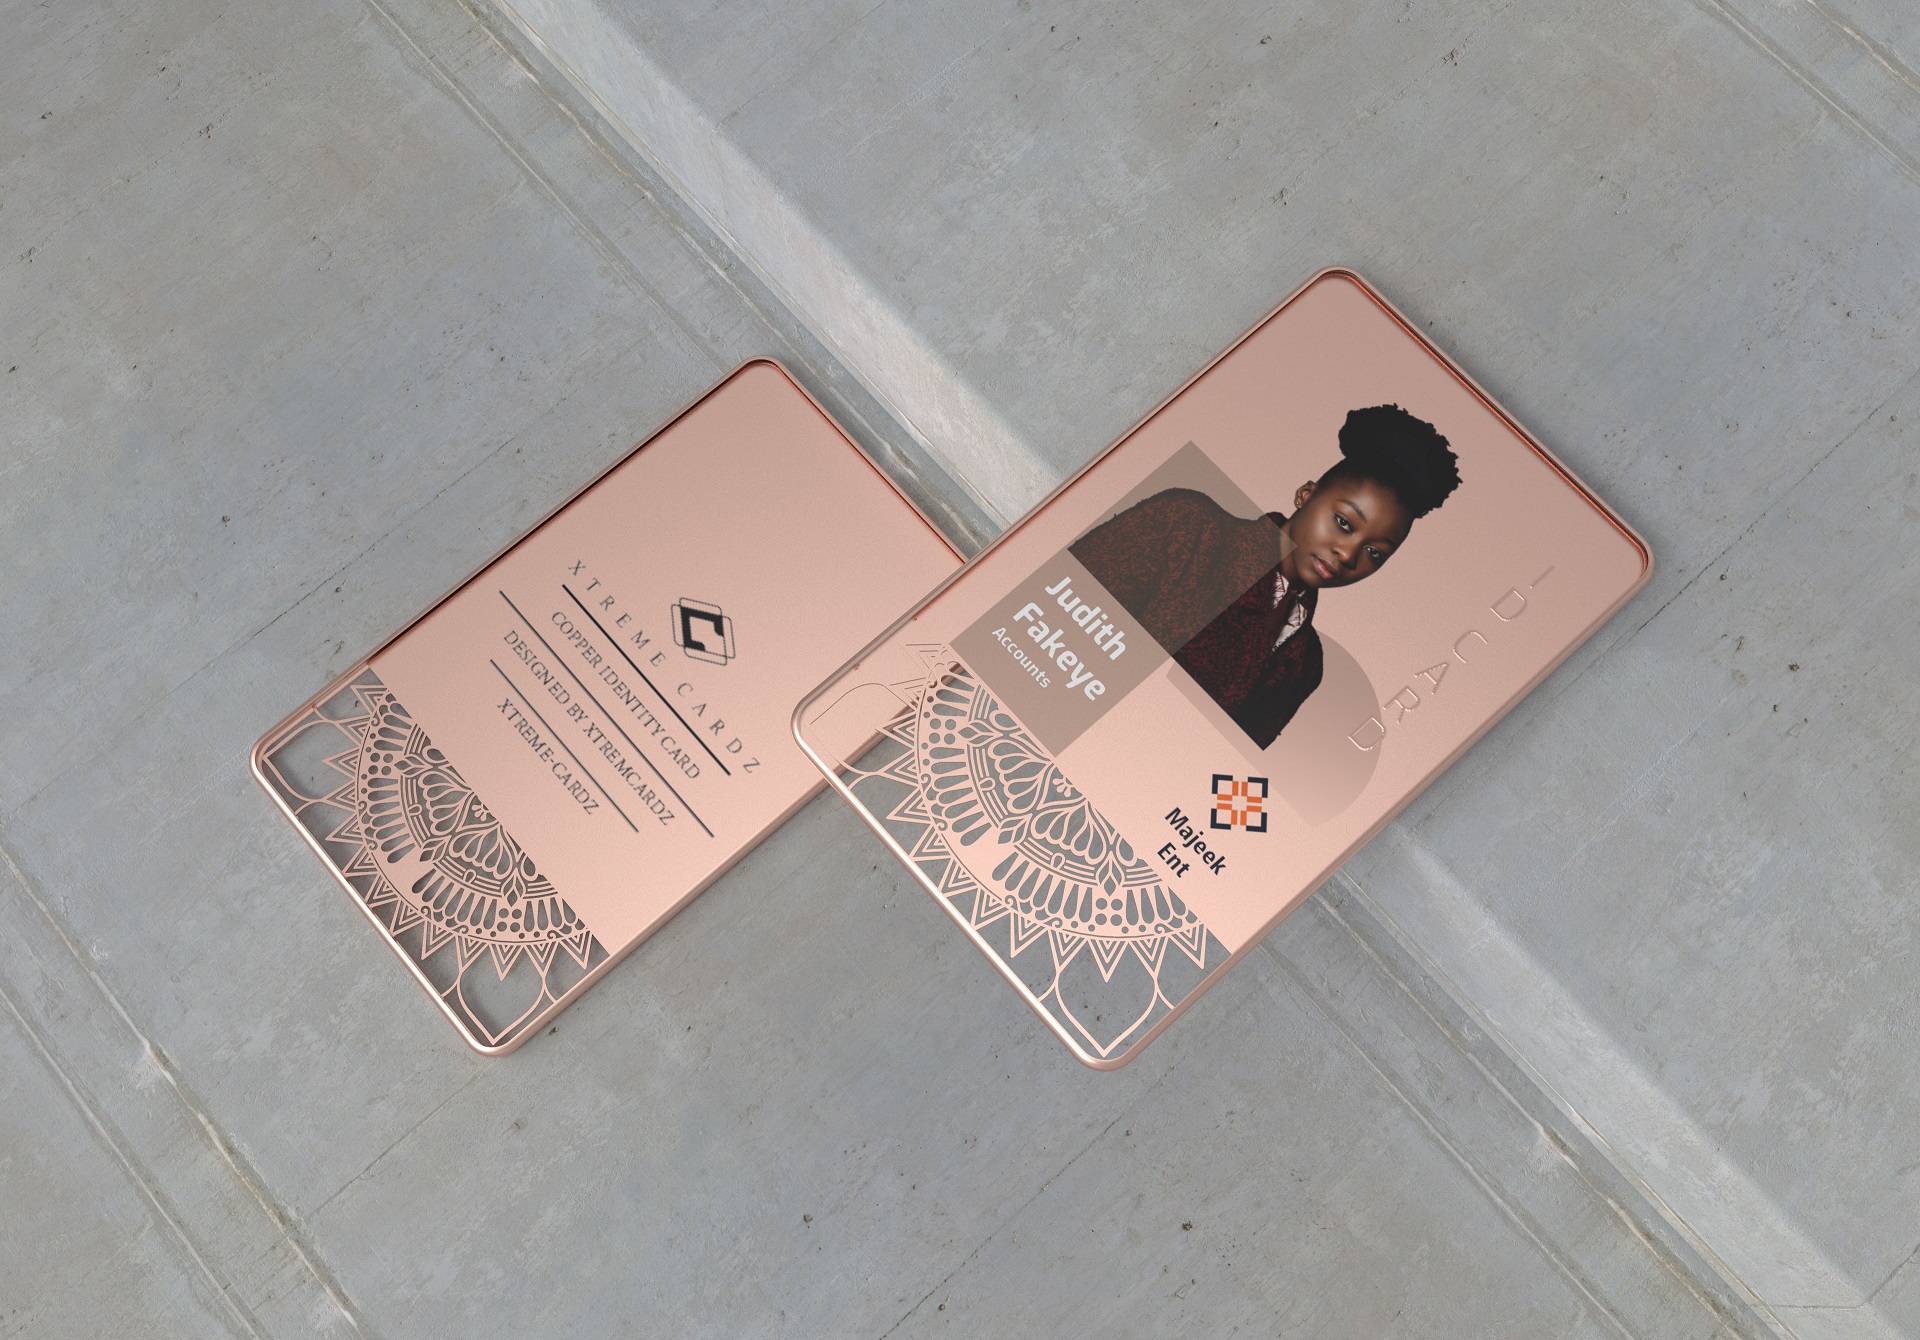 XTREME CARDZ
COPPER IDENTITY CARD
DESIGNED BY XTREMCARDZ
XTREME-CARDZ
ID CARD
Judith
Fakeye
Accounts
Majeek
Ent